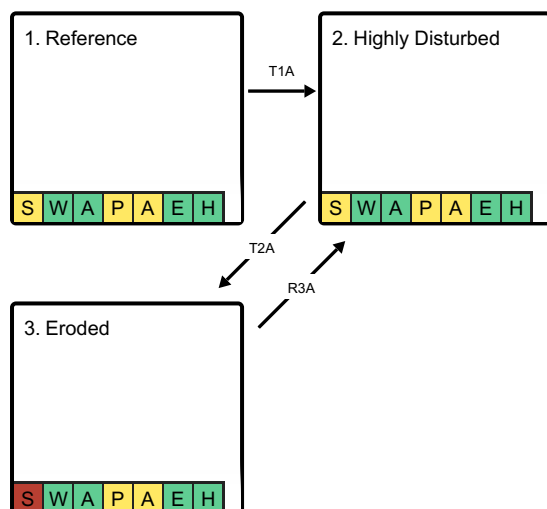 1. Reference
T1A
2. Highly Disturbed
S W A P A E H
S W A P A E H
T2A
R3A
3. Eroded
S W A P A E H